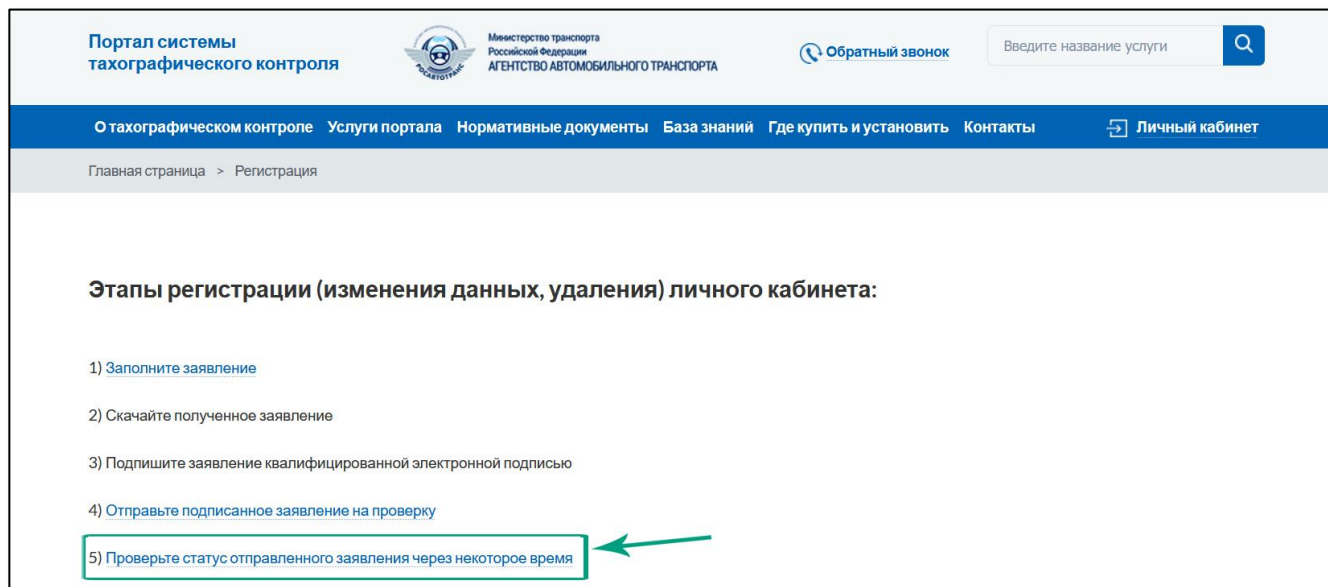 Портал системы
тахографического контроля
РОСАВТОТРАНС
Министерство транспорта
Российской Федерации
АГЕНТСТВО АВТОМОБИЛЬНОГО ТРАНСПОРТА
Обратный звонок
Введите название услуги
О тахографическом контроле Услуги портала Нормативные документы База знаний Где купить и установить Контакты Личный кабинет
Главная страница > Регистрация
Этапы регистрации (изменения данных, удаления) личного кабинета:
1) Заполните заявление
2) Скачайте полученное заявление
3) Подпишите заявление квалифицированной электронной подписью
4) Отправьте подписанное заявление на проверку
5) Проверьте статус отправленного заявления через некоторое время